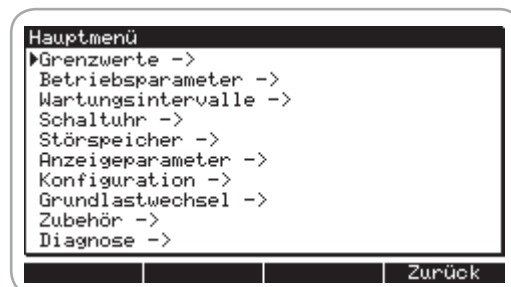 Hauptmenü
▶Grenzwerte ->
Betriebsparameter ->
Wartungsintervalle ->
Schaltuhr ->
Störspeicher ->
Anzeigeparameter ->
Konfiguration ->
Grundlastwechsel ->
Zubehör ->
Diagnose ->
Zurück